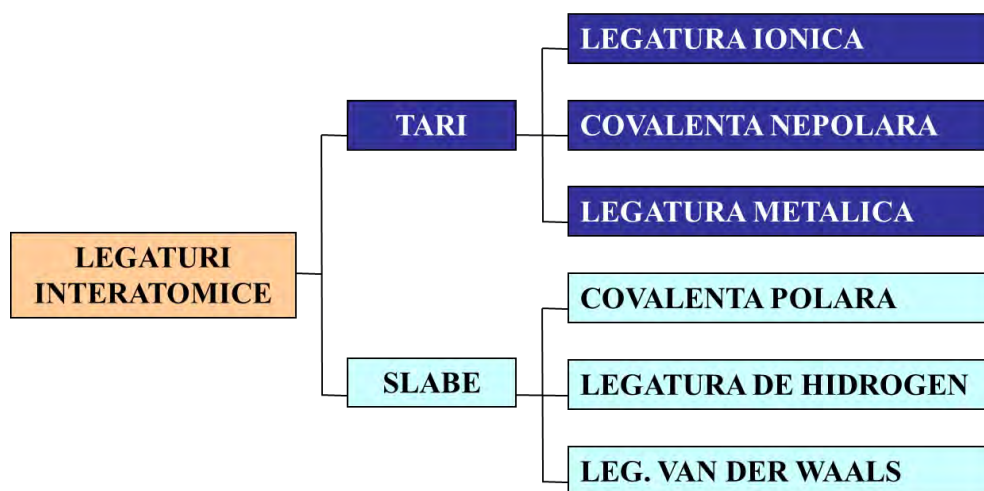 LEGATURI
INTERATOMICE
TARI
LEGATURA IONICA
COVALENTA NEPOLARA
LEGATURA METALICA
SLABE
COVALENTA POLARA
LEGATURA DE HIDROGEN
LEG. VAN DER WAALS